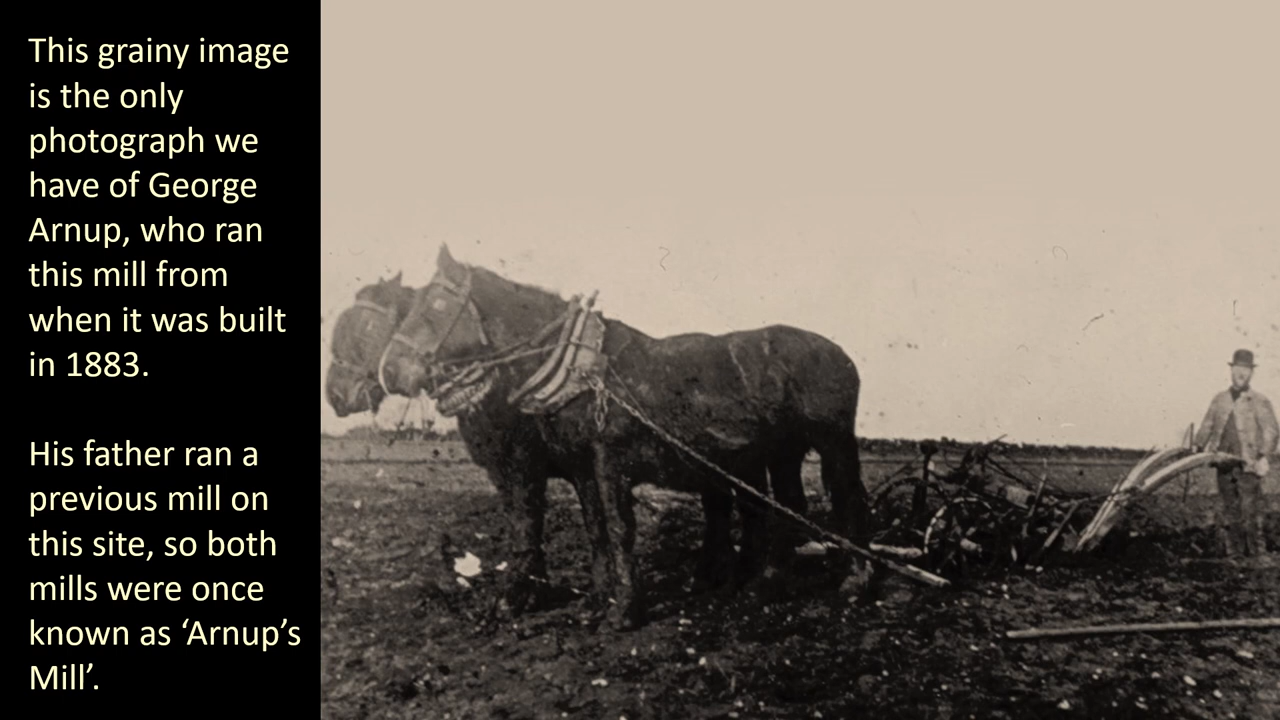 This grainy image
is the only
photograph we
have of George
Arnup, who ran
this mill from
when it was built
in 1883.
His father ran a
previous mill on
this site, so both
mills were once
known as ‘Arnup’s
Mill’.